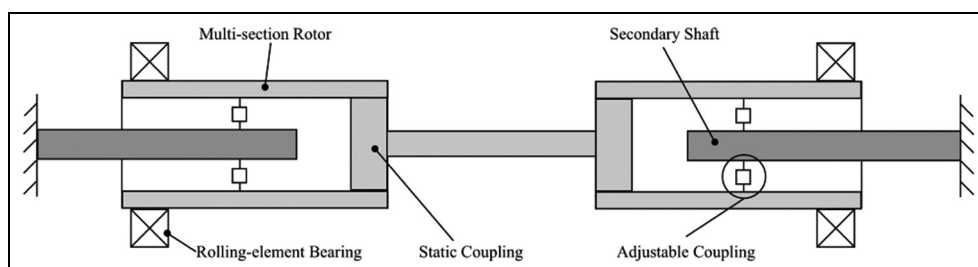 Multi-section Rotor
Secondary Shaft
Rolling-element Bearing
Static Coupling
Adjustable Coupling